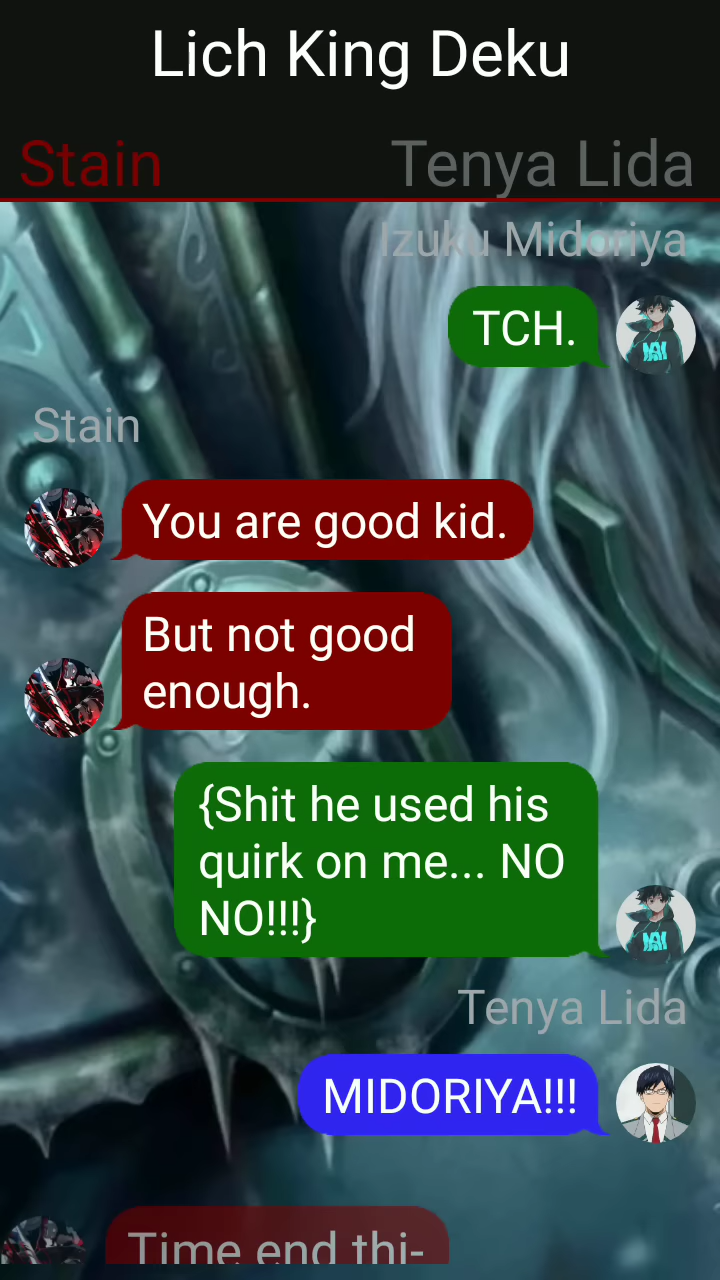 Lich King Deku
Stain
Tenya Lida
Izuku Midoriya
TCH.
Stain
You are good kid.
But not good
enough.
{Shit he used his
quirk on me... NO
NO!!!}
Tenya Lida
MIDORIYA!!!
Time end thi-